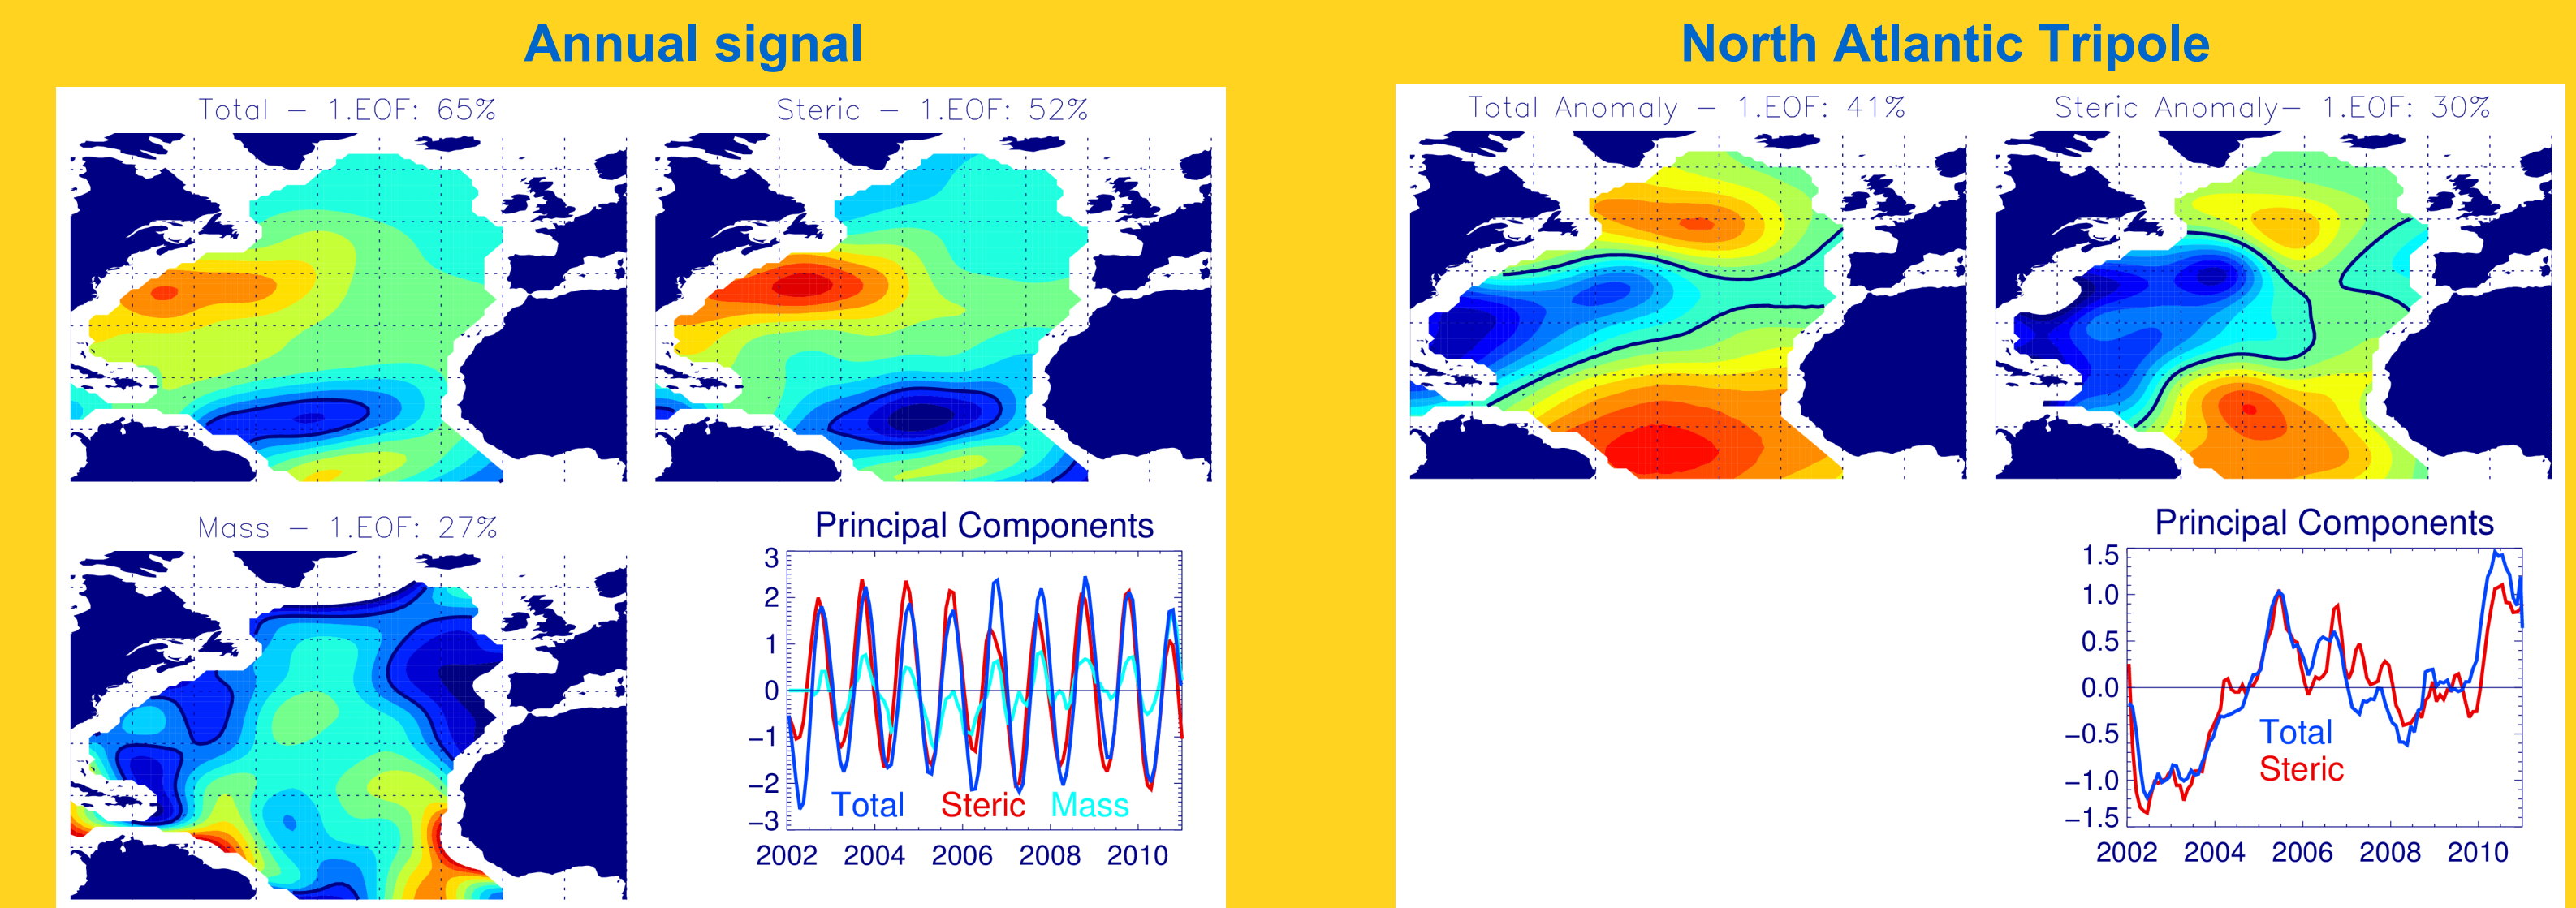 Annual signal
Total – 1.EOF: 65%
Steric – 1.EOF: 52%
Mass – 1.EOF: 27%
Principal Components
3
2
1
0
−1
−2
−3
Total Steric Mass
2002 2004 2006 2008 2010
North Atlantic Tripole
Total Anomaly – 1.EOF: 41%
Steric Anomaly– 1.EOF: 30%
Principal Components
1.5
1.0
0.5
0.0
−0.5
−1.0
−1.5
Total
Steric
2002 2004 2006 2008 2010